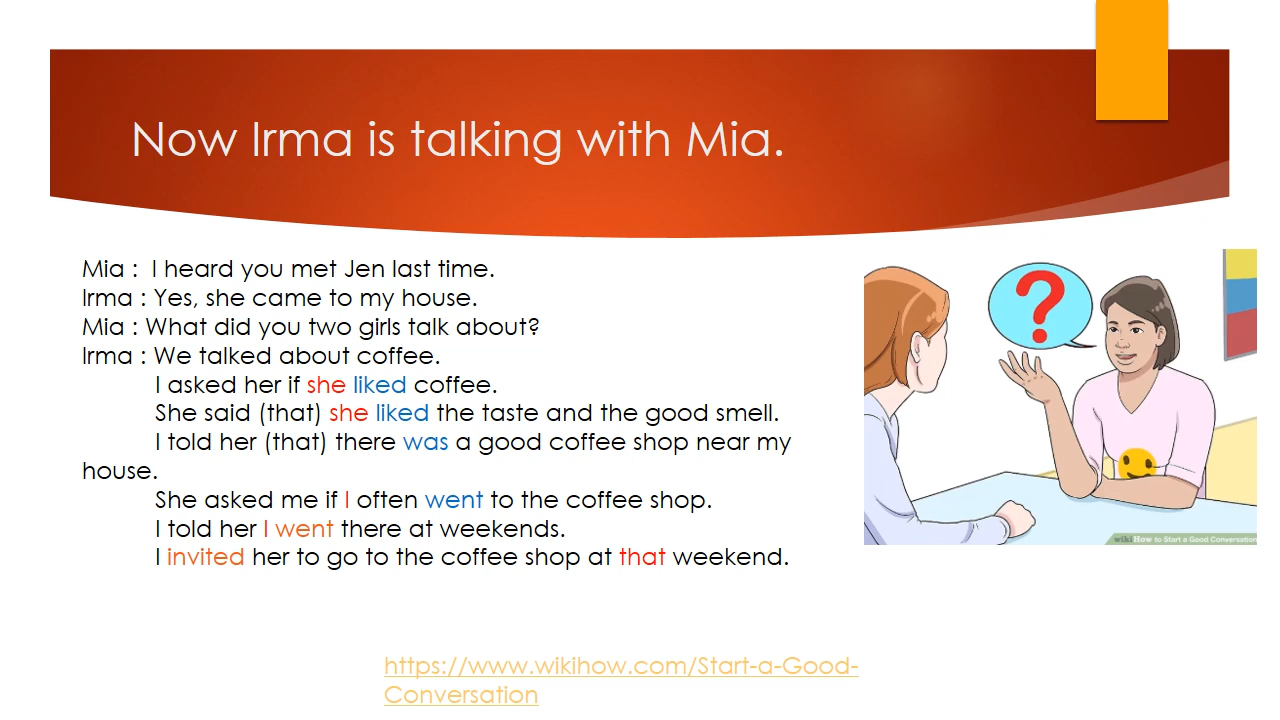 Now Irma is talking with Mia.
Mia :  I heard you met Jen last time.
Irma : Yes, she came to my house.
Mia : What did you two girls talk about?
Irma : We talked about coffee.
I asked her if she liked coffee.
She said (that) she liked the taste and the good smell.
I told her (that) there was a good coffee shop near my
house.
She asked me if I often went to the coffee shop.
I told her I went there at weekends.
I invited her to go to the coffee shop at that weekend.
?
wikiHow to Start a Good Conversation
https://www.wikihow.com/Start-a-Good-
Conversation